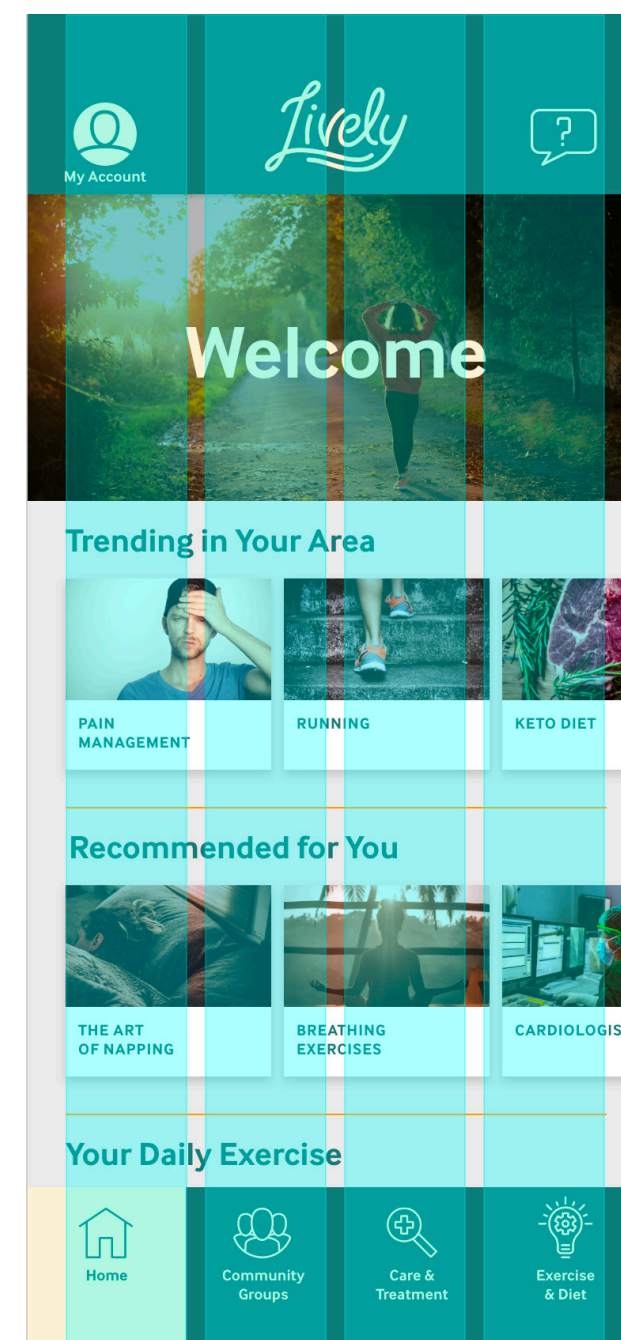 Lively
?
My Account
Welcome
Trending in Your Area
PAIN
MANAGEMENT
RUNNING
KETO DIET
Recommended for You
THE ART
OF NAPPING
BREATHING
EXERCISES
CARDIOLOGIS
Your Daily Exercise
Home
Community
Groups
Care &
Treatment
Exercise
& Diet